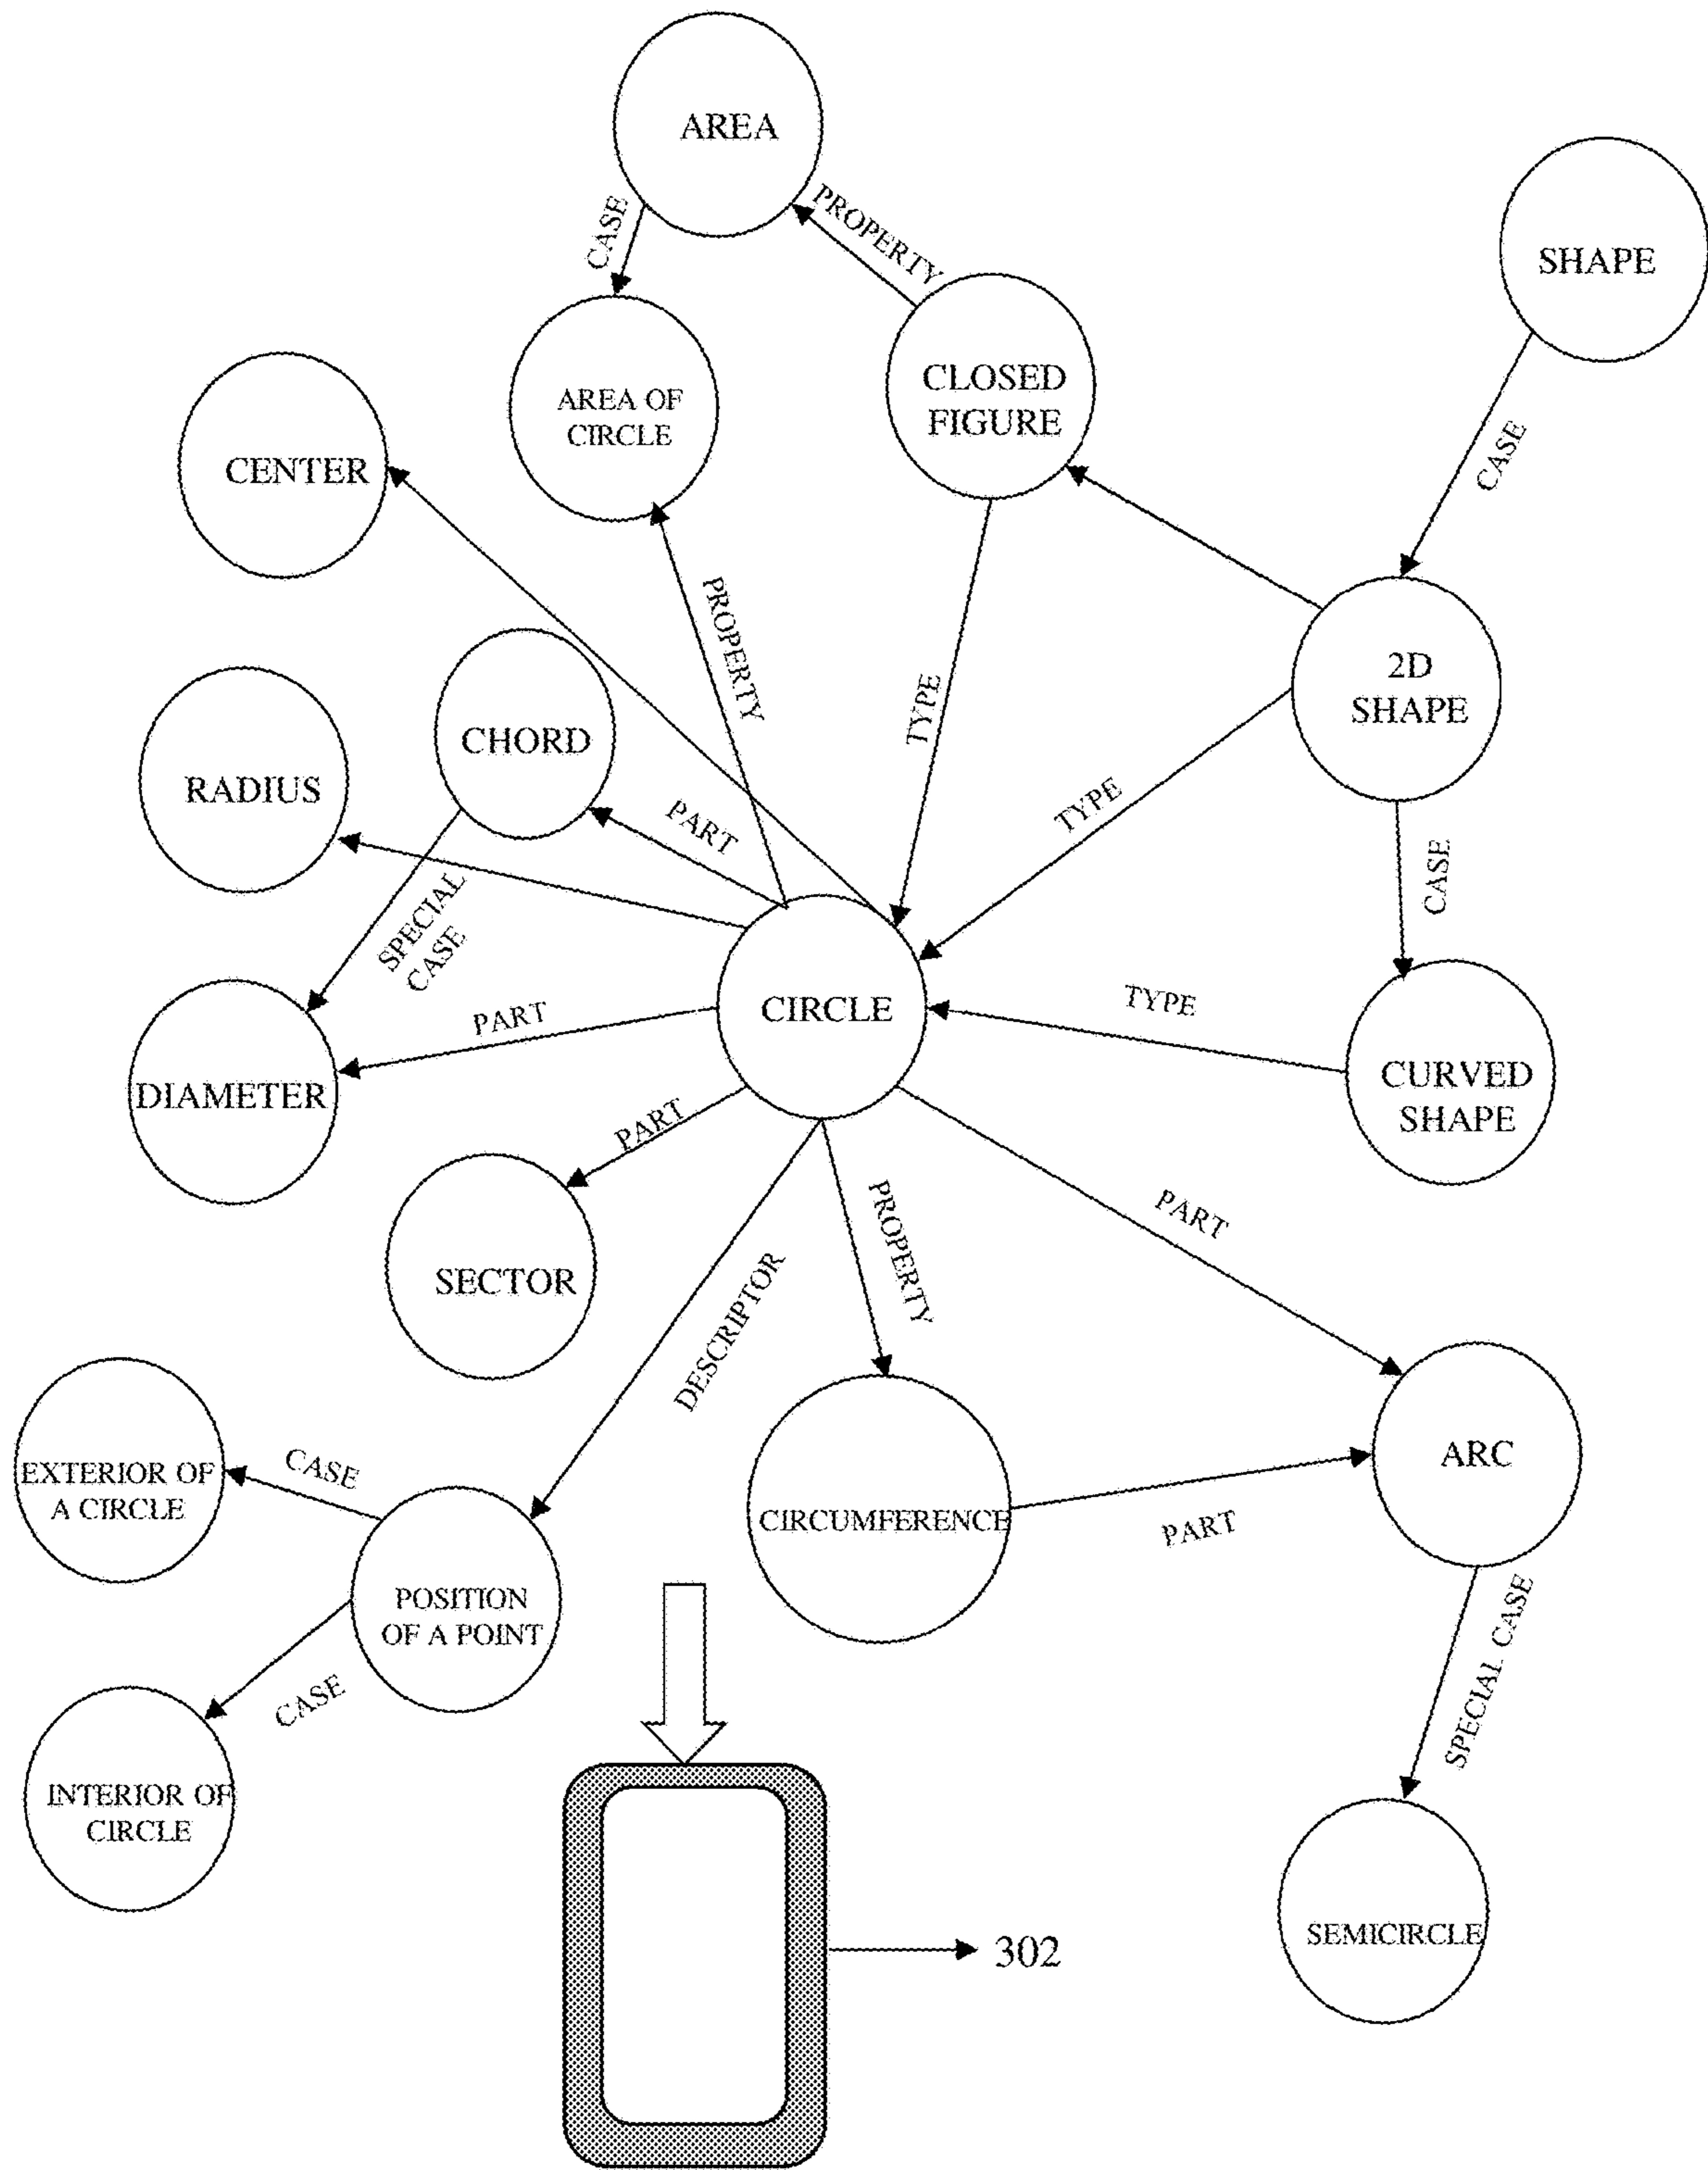 AREA
CASE
PROPERTY
SHAPE
CLOSED
FIGURE
AREA OF
CIRCLE
CENTER
CASE
PROPERTY
TYPE
2D
SHAPE
CHORD
RADIUS
PART
TYPE
CASE
SPECIAL
CASE
CIRCLE
TYPE
PART
DIAMETER
CURVED
SHAPE
PART
SECTOR
PROPERTY
PART
DESCRIPTOR
EXTERIOR OF
A CIRCLE
CASE
ARC
CIRCUMFERENCE
PART
POSITION
OF A POINT
CASE
SPECIAL CASE
INTERIOR OF
CIRCLE
SEMICIRCLE
302